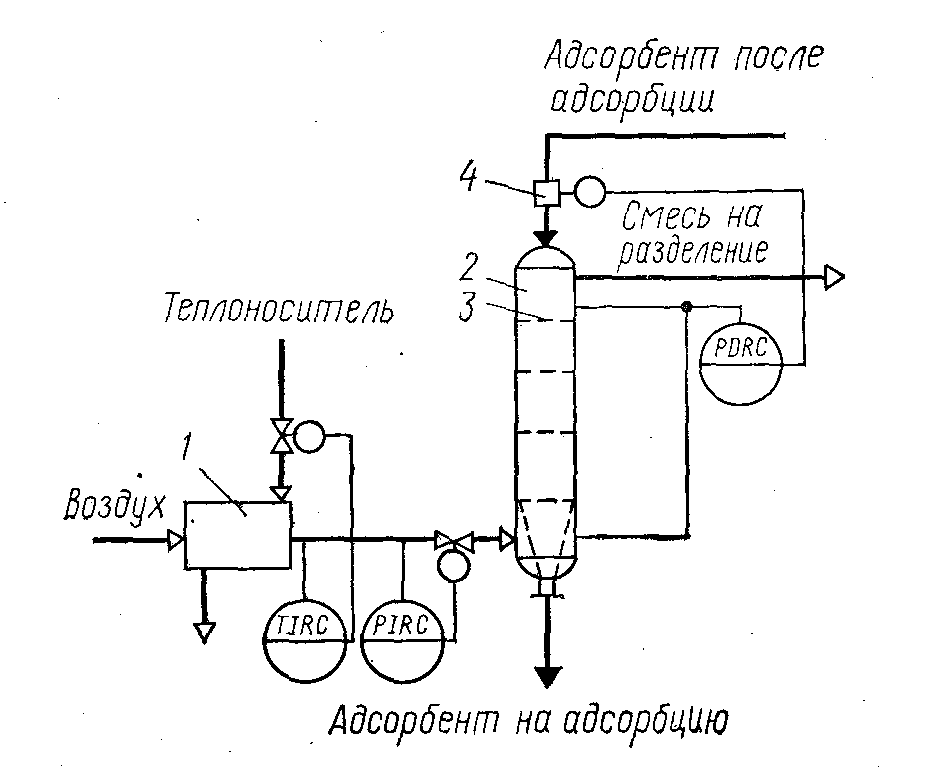 Адсорбент после
адсорбции
4
Смесь на
разделение
2
3
Теплоноситель
PDRC
1
Воздух
TIRC
PIRC
Адсорбент на адсорбцию